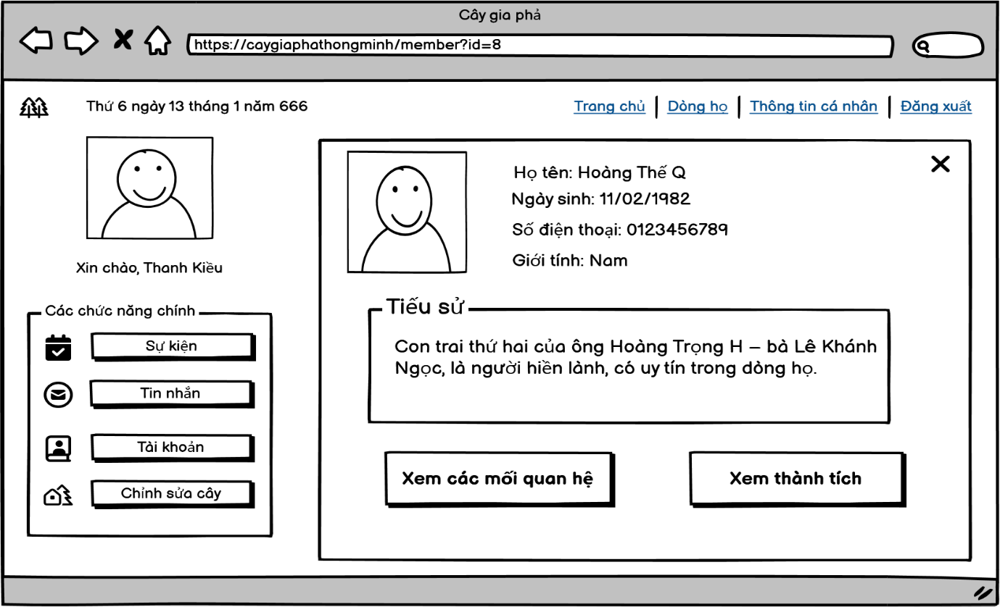 Cây gia phả
https://caygiaphathongminh/member?id=8
Thứ 6 ngày 13 tháng 1 năm 666
Trang chủ
Dòng họ
Thông tin cá nhân
Đăng xuất
Xin chào, Thanh Kiều
Các chức năng chính
Sự kiện
Tin nhắn
Tài khoản
Chỉnh sửa cây
Họ tên: Hoàng Thế Q
Ngày sinh: 11/02/1982
Số điện thoại: 0123456789
Giới tính: Nam
Tiếu sử
Con trai thứ hai của ông Hoàng Trọng H – bà Lê Khánh
Ngọc, là người hiền lành, có uy tín trong dòng họ.
Xem các mối quan hệ
Xem thành tích